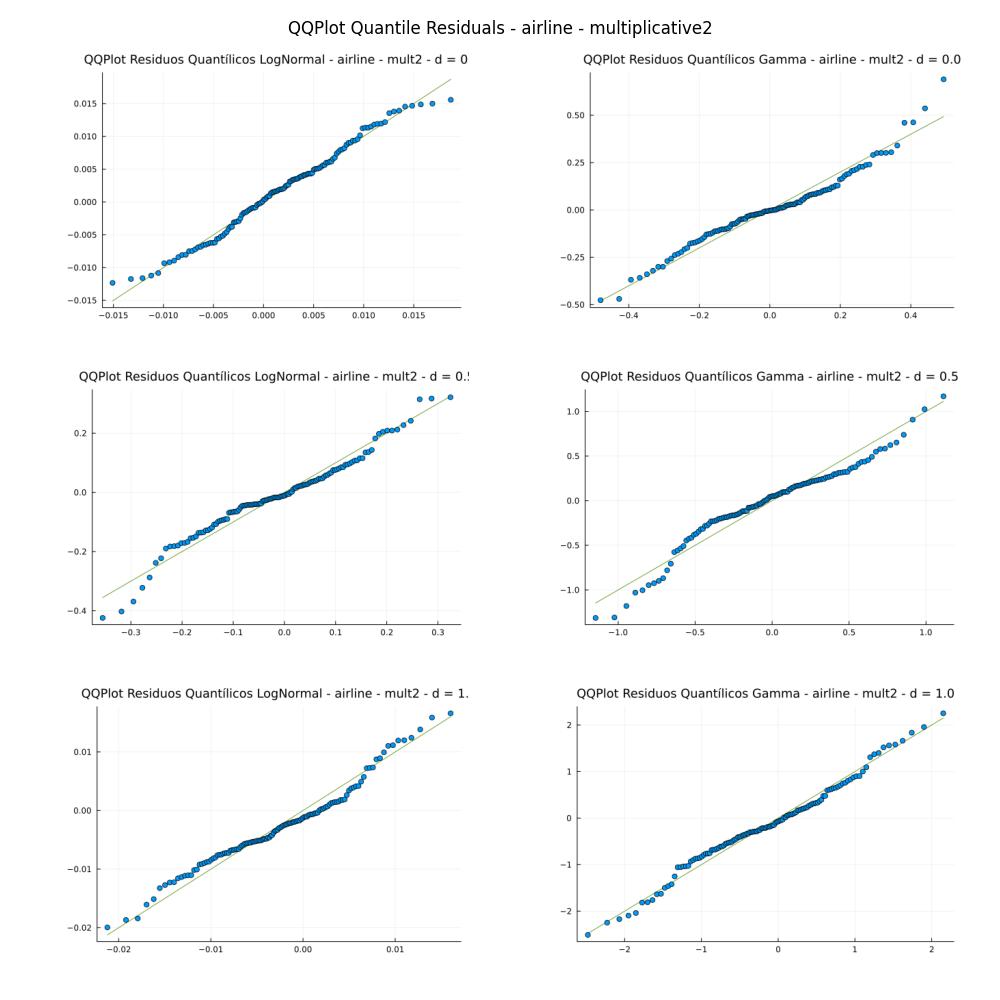 QQPlot Quantile Residuals - airline - multiplicative2
QQPlot Residuos Quantílicos LogNormal - airline - mult2 - d = 0
QQPlot Residuos Quantílicos Gamma - airline - mult2 - d = 0.0
0.015
0.010
0.005
0.000
−0.005
−0.010
−0.015
−0.015 −0.010 −0.005 0.000 0.005 0.010 0.015
0.50
0.25
0.00
−0.25
−0.50
−0.4 −0.2 0.0 0.2 0.4
QQPlot Residuos Quantílicos LogNormal - airline - mult2 - d = 0.5
QQPlot Residuos Quantílicos Gamma - airline - mult2 - d = 0.5
0.2
0.0
−0.2
−0.4
−0.3 −0.2 −0.1 0.0 0.1 0.2 0.3
1.0
0.5
0.0
−0.5
−1.0
−1.0 −0.5 0.0 0.5 1.0
QQPlot Residuos Quantílicos LogNormal - airline - mult2 - d = 1.
QQPlot Residuos Quantílicos Gamma - airline - mult2 - d = 1.0
0.01
0.00
−0.01
−0.02
−0.02 −0.01 0.00 0.01
2
1
0
−1
−2
−2 −1 0 1 2